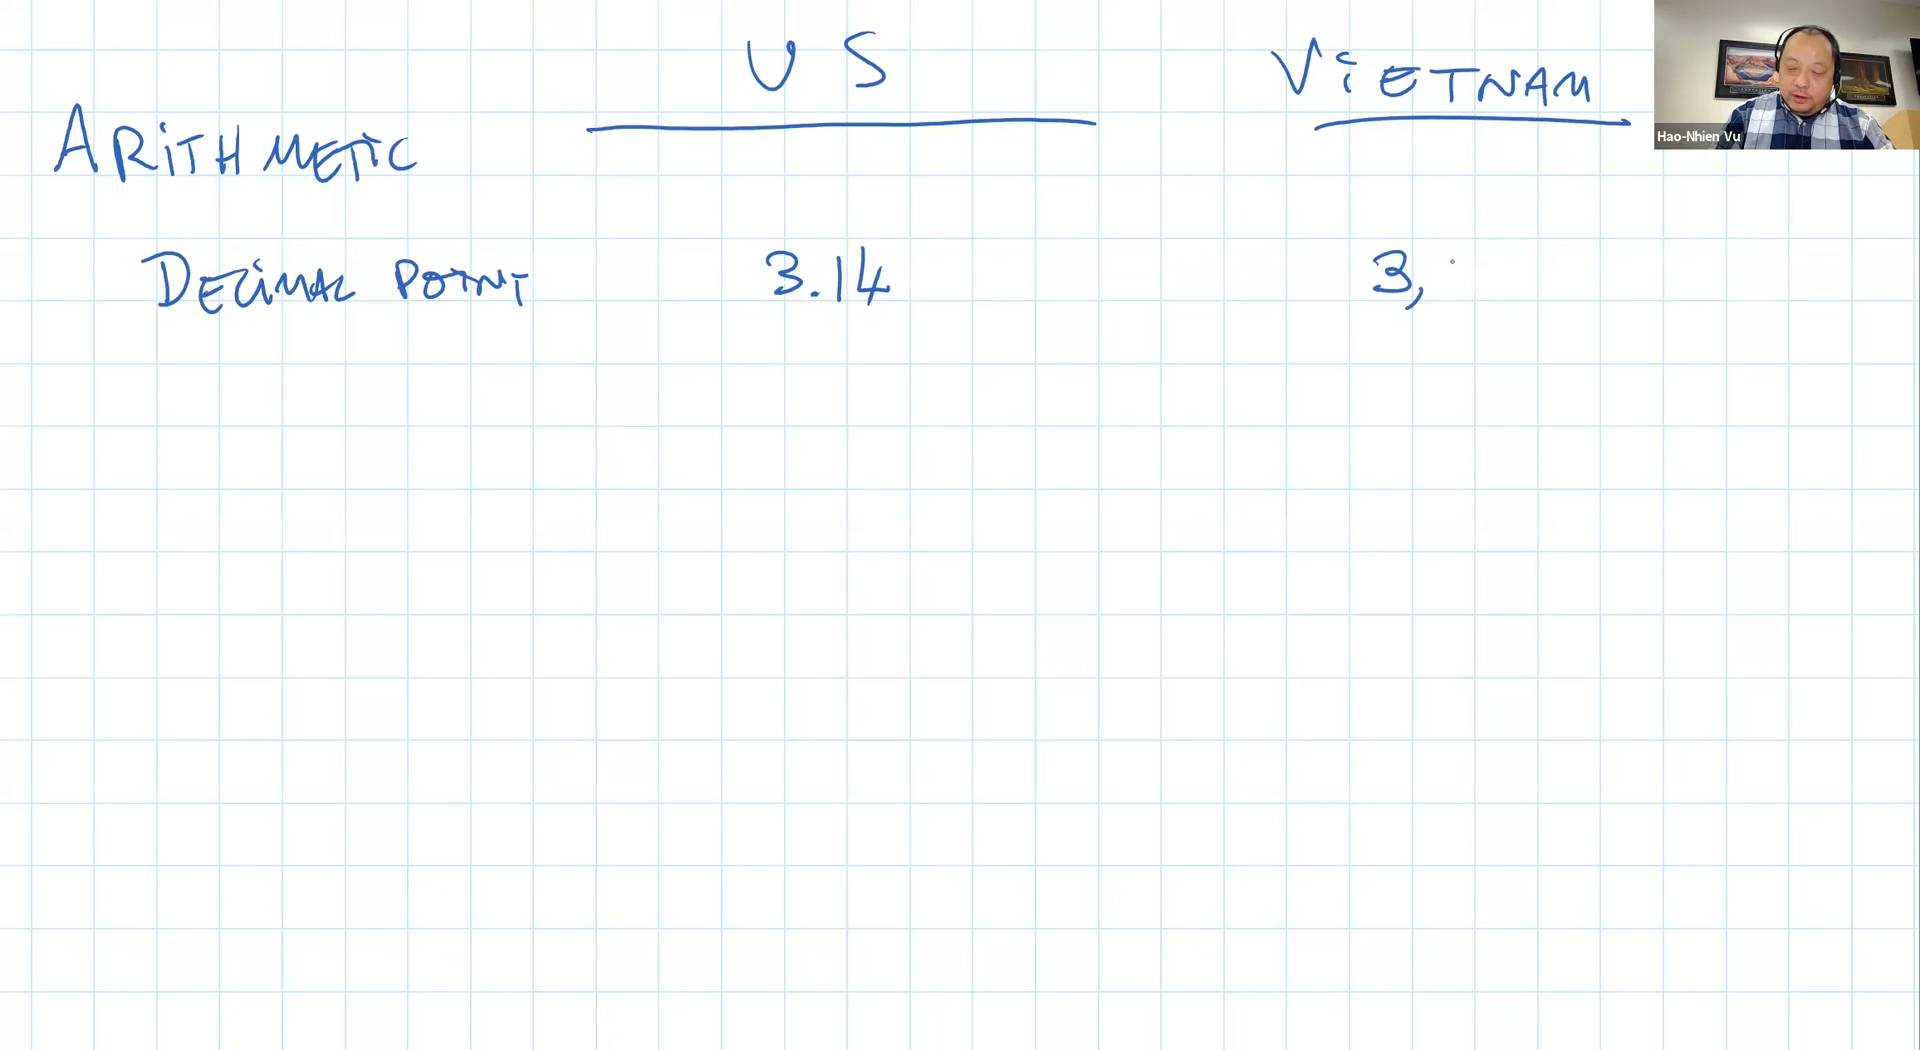 US VIETNAM
ARITHMETIC
DECIMAL POINT 3.14 3,
Hao-Nhien Vu